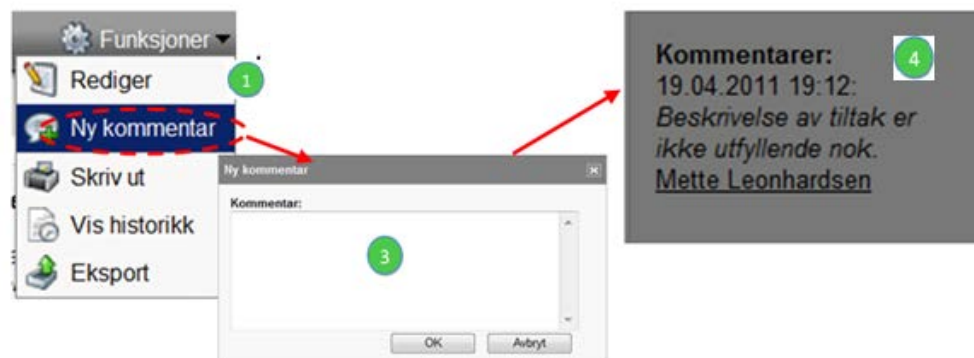 Funksjoner
Rediger
1
Ny kommentar
Skriv ut
Vis historikk
Eksport
Ny kommentar
Kommentar:
3
OK
Avbryt
Kommentarer:
4
19.04.2011 19:12:
Beskrivelse av tiltak er
ikke utfyllende nok.
Mette Leonhardsen